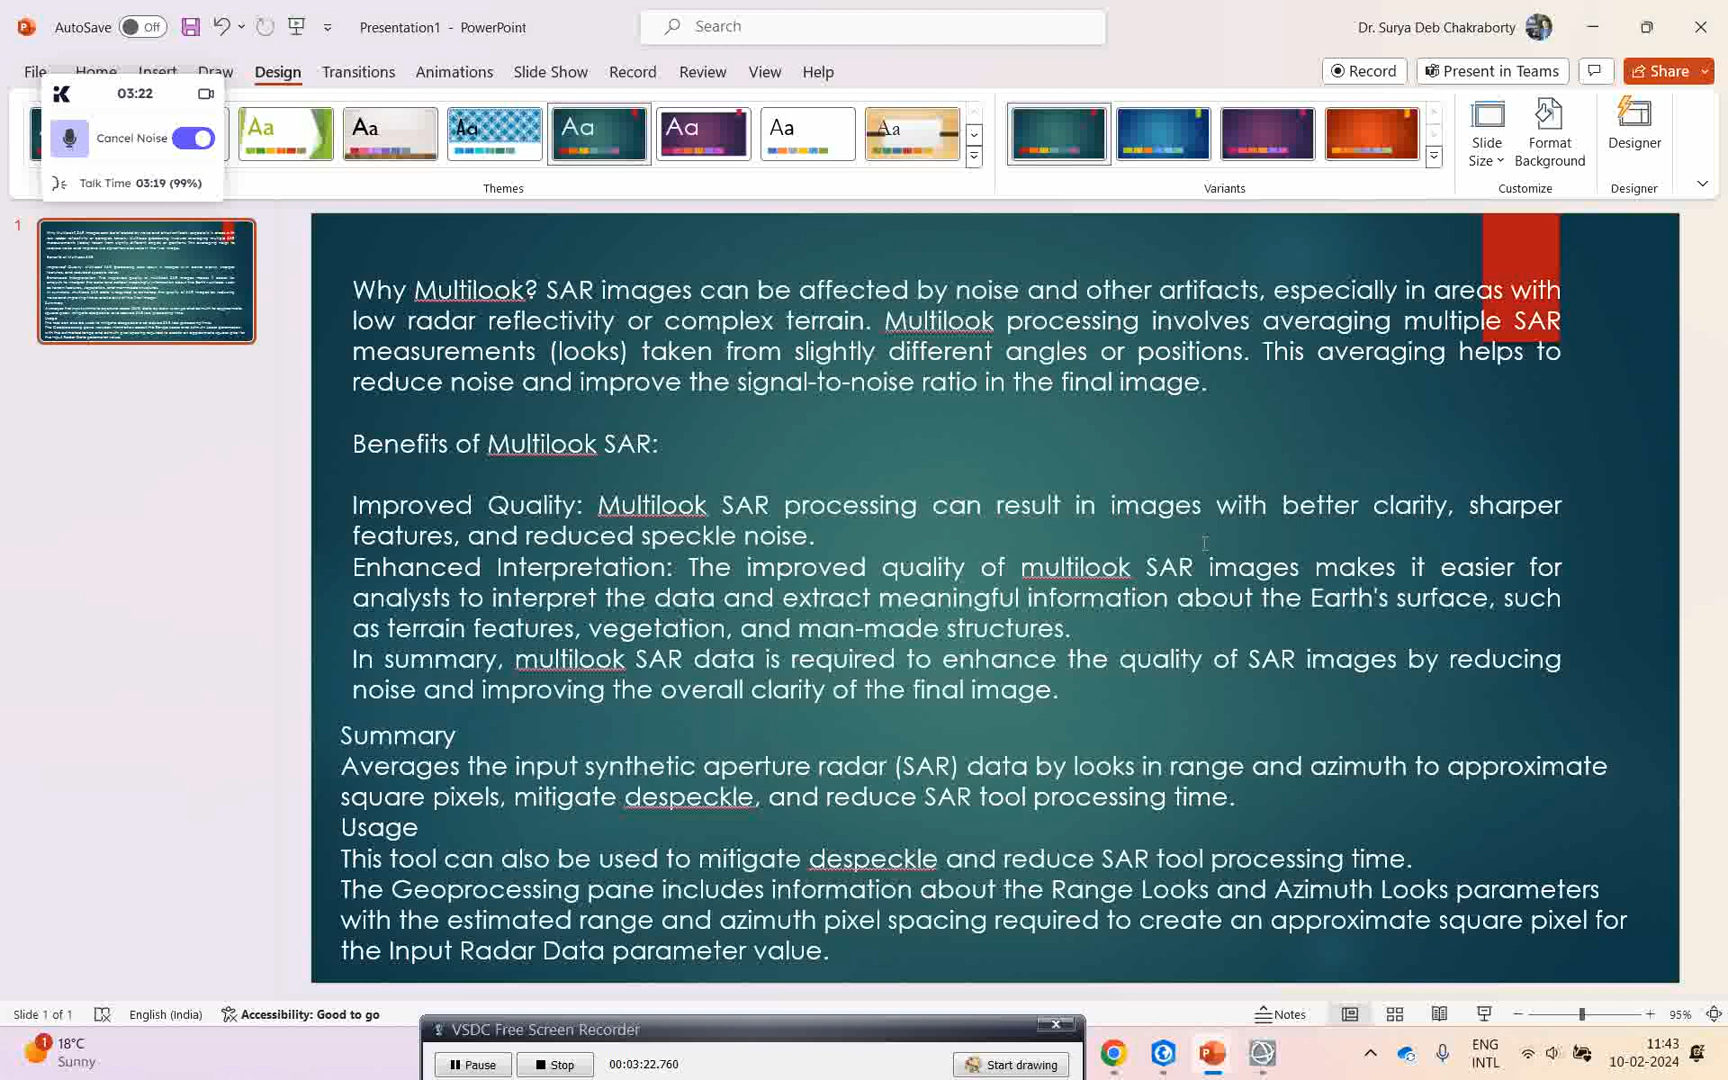 AutoSave Off Presentation1 - PowerPoint Search Dr. Surya Deb Chakraborty
File Home Insert Draw Design Transitions Animations Slide Show Record Review View Help Record Present in Teams Share
03:22
Cancel Noise
Talk Time 03:19 (99%)
Aa Aa Aa Aa Aa Aa Aa
Slide Size Format Background Designer
Themes Variants Customize Designer
1
Why Multilook? SAR images can be affected by noise and other artifacts, especially in areas with
low radar reflectivity or complex terrain. Multilook processing involves averaging multiple SAR
measurements (looks) taken from slightly different angles or positions. This averaging helps to
reduce noise and improve the signal-to-noise ratio in the final image.
Benefits of Multilook SAR:
Improved Quality: Multilook SAR processing can result in images with better clarity, sharper
features, and reduced speckle noise.
Enhanced Interpretation: The improved quality of multilook SAR images makes it easier for
analysts to interpret the data and extract meaningful information about the Earth's surface, such
as terrain features, vegetation, and man-made structures.
In summary, multilook SAR data is required to enhance the quality of SAR images by reducing
noise and improving the overall clarity of the final image.
Summary
Averages the input synthetic aperture radar (SAR) data by looks in range and azimuth to approximate
square pixels, mitigate despeckle, and reduce SAR tool processing time.
Usage
This tool can also be used to mitigate despeckle and reduce SAR tool processing time.
The Geoprocessing pane includes information about the Range Looks and Azimuth Looks parameters
with the estimated range and azimuth pixel spacing required to create an approximate square pixel for
the Input Radar Data parameter value.
Slide 1 of 1 English (India) Accessibility: Good to go Notes 95%
VSDC Free Screen Recorder
Pause Stop 00:03:22.760 Start drawing
1 18°C
Sunny
ENG
INTL
11:43
10-02-2024